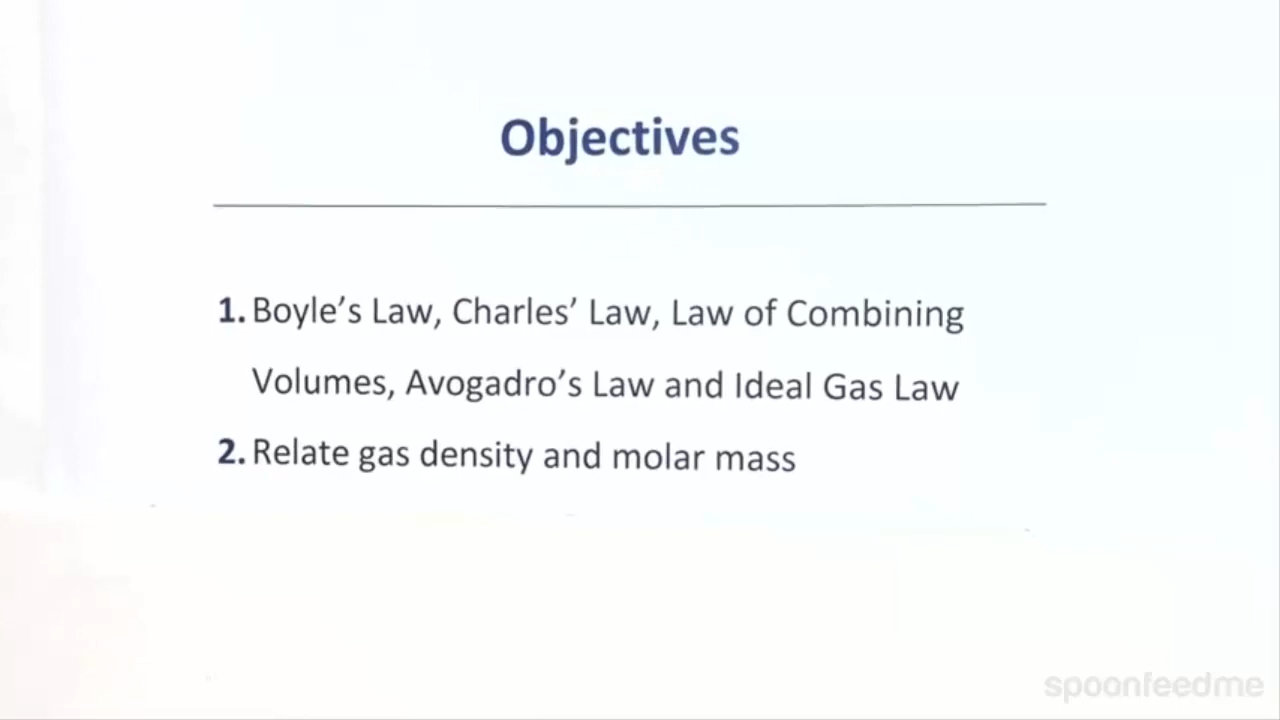 Objectives
1. Boyle's Law, Charles' Law, Law of Combining
Volumes, Avogadro's Law and Ideal Gas Law
2. Relate gas density and molar mass
spoonfeedme